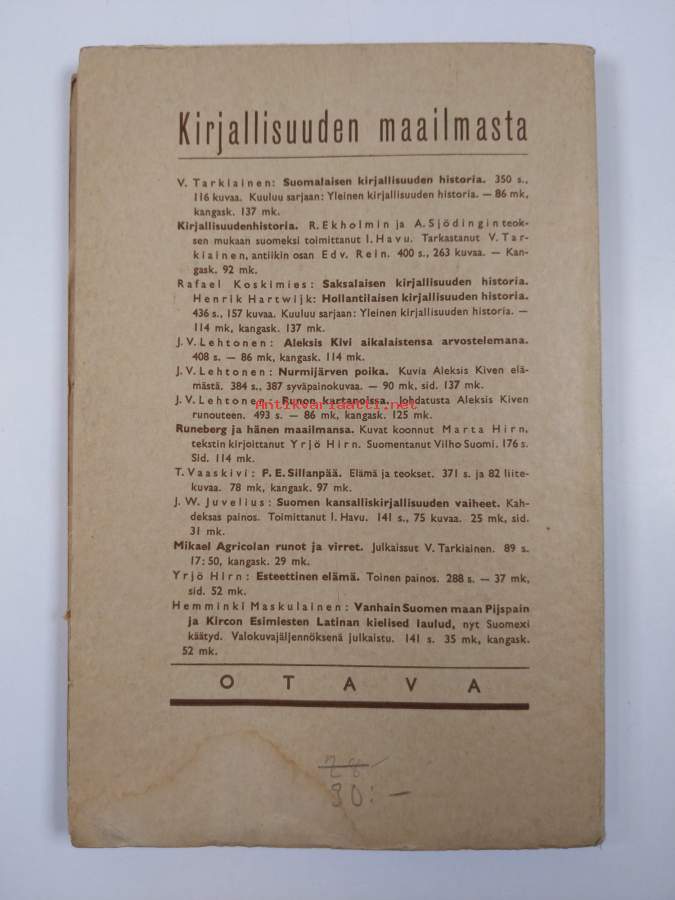 Kirjallisuuden maailmasta
V. Tarkiainen: Suomalaisen kirjallisuuden historia. 350 s.,
116 kuvaa. Kuuluu sarjaan: Yleinen kirjallisuuden historia. — 86 mk,
kangask. 137 mk.
Kirjallisuudenhistoria. R. Ekholmin ja A. Sjödingin teok-
sen mukaan suomeksi toimittanut I. Havu. Tarkastanut V. Tar-
kiainen, antiikin osan Edv. Rein. 400 s., 263 kuvaa. — Kan-
gask. 92 mk.
Rafael Koskimies: Saksalaisen kirjallisuuden historia.
Henrik Hartwijk: Hollantilaisen kirjallisuuden historia.
436 s., 157 kuvaa. Kuuluu sarjaan: Yleinen kirjallisuuden historia. —
114 mk, kangask. 137 mk.
J. V. Lehtonen: Aleksis Kivi aikalaistensa arvostelemana.
408 s. — 86 mk, kangask. 114 mk.
J. V. Lehtonen: Nurmijärven poika. Kuvia Aleksis Kiven elä-
mästä. 384 s., 387 syväpainokuvaa. — 90 mk, sid. 137 mk.
J. V. Lehtonen: Runon kartanoissa. Johdatusta Aleksis Kiven
Antikvariaatti.net
runouteen. 493 s. — 86 mk, kangask. 125 mk.
Runeberg ja hänen maailmansa. Kuvat koonnut Marta Hirn,
tekstin kirjoittanut Yrjö Hirn. Suomentanut Vilho Suomi. 176 s.
Sid. 114 mk.
T. Vaaskivi: F. E. Sillanpää. Elämä ja teokset. 371 s. ja 82 liite-
kuvaa. 78 mk, kangask. 97 mk.
J. W. Juvelius: Suomen kansalliskirjallisuuden vaiheet. Kah-
deksas painos. Toimittanut I. Havu. 141 s., 75 kuvaa. 25 mk, sid.
31 mk.
Mikael Agricolan runot ja virret. Julkaissut V. Tarkiainen. 89 s.
17:50, kangask. 29 mk.
Yrjö Hirn: Esteettinen elämä. Toinen painos. 288 s. — 37 mk,
sid. 52 mk.
Hemminki Maskulainen: Vanhain Suomen maan Pijspain
ja Kircon Esimiesten Latinan kielised laulud, nyt Suomexi
käätyd. Valokuvajäljennöksenä julkaistu. 141 s. 35 mk, kangask.
52 mk.
OTAVA
28
30:—